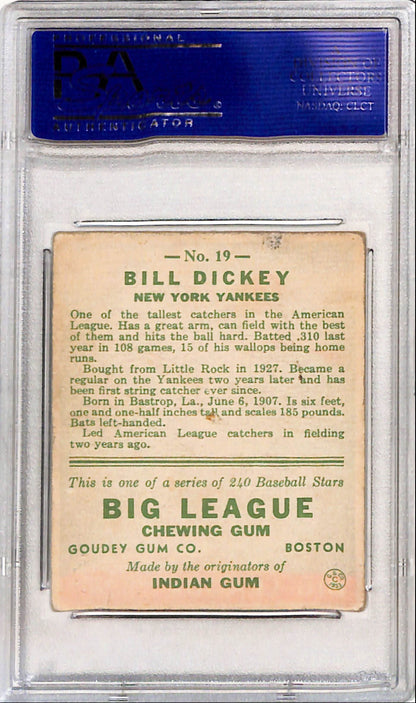 PROFESSIONAL
PSA
AUTHENTICATOR
A
DIVISION OF
COLLECTORS
UNIVERSE
NASDAQ: CLCT
— No. 19 —
BILL DICKEY
NEW YORK YANKEES
One of the tallest catchers in the American
League. Has a great arm, can field with the best
of them and hits the ball hard. Batted .310 last
year in 108 games, 15 of his wallops being home
runs.
Bought from Little Rock in 1927. Became a
regular on the Yankees two years later and has
been first string catcher ever since.
Born in Bastrop, La., June 6, 1907. Is six feet,
one and one-half inches tall and scales 185 pounds.
Bats left-handed.
Led American League catchers in fielding
two years ago.
This is one of a series of 240 Baseball Stars
BIG LEAGUE
CHEWING GUM
GOUDEY GUM CO. BOSTON
Made by the originators of
INDIAN GUM